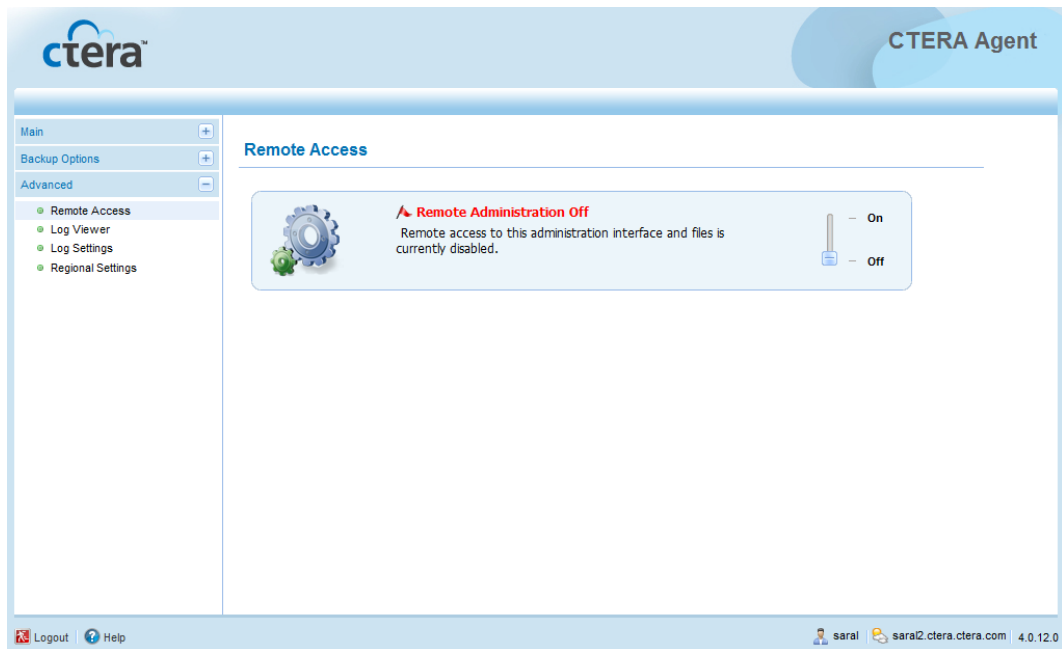 ctera™
CTERA Agent
Main
Backup Options
Advanced
Remote Access
Log Viewer
Log Settings
Regional Settings
Remote Access
Remote Administration Off
Remote access to this administration interface and files is
currently disabled.
On
Off
Logout
Help
saral
saral2.ctera.ctera.com
4.0.12.0